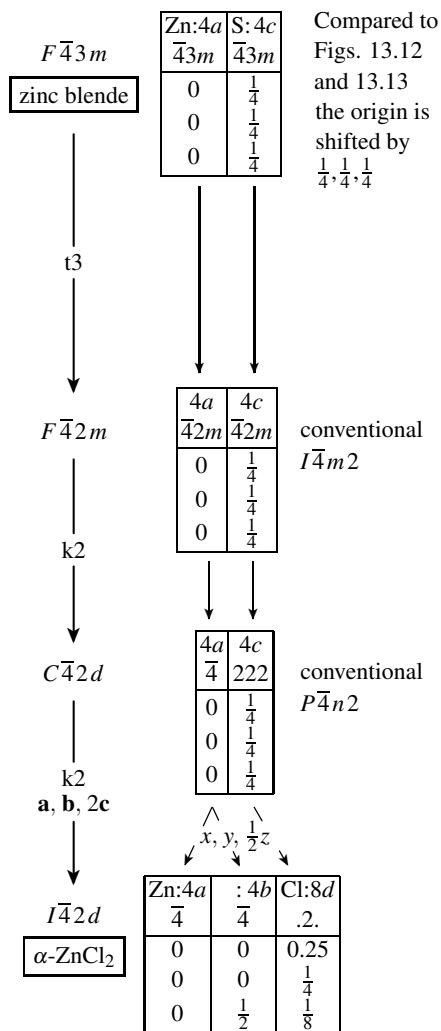 F4̅3m
zinc blende
Zn:4a S:4c
4̅3m 4̅3m
0 1/4
0 1/4
0 1/4
Compared to
Figs. 13.12
and 13.13
the origin is
shifted by
1/4, 1/4, 1/4
t3
F4̅2m
4a 4c
4̅2m 4̅2m
0 1/4
0 1/4
0 1/4
conventional
I4̅m2
k2
C4̅2d
4a 4c
4̅ 222
0 1/4
0 1/4
0 1/4
conventional
P4̅n2
k2
a, b, 2c
x, y, 1/2z
I4̅2d
α-ZnCl₂
Zn:4a :4b Cl:8d
4̅ 4̅ .2.
0 0 0.25
0 0 1/4
0 1/2 1/8